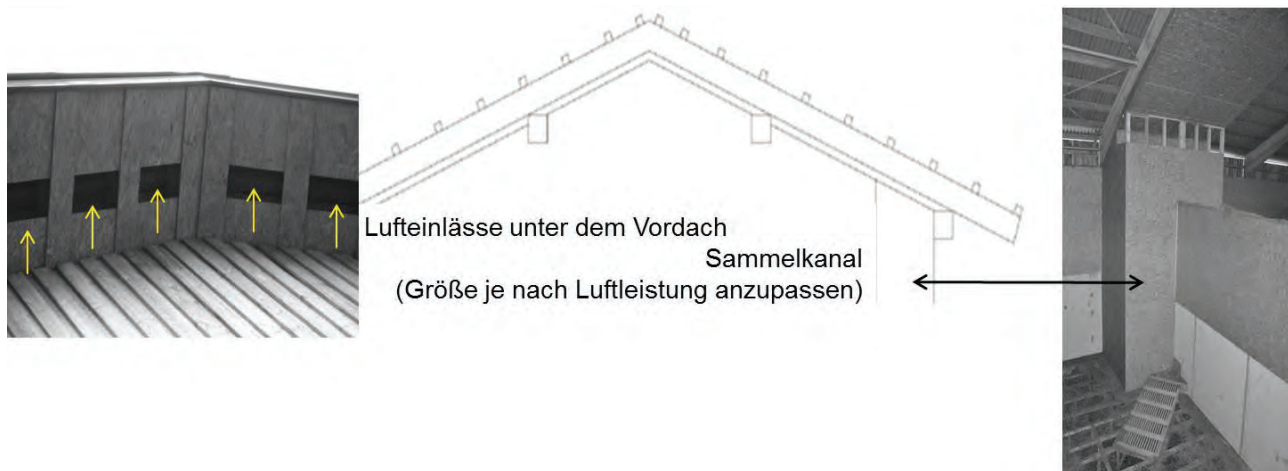 Lufteinlässe unter dem Vordach
Sammelkanal
(Größe je nach Luftleistung anzupassen)